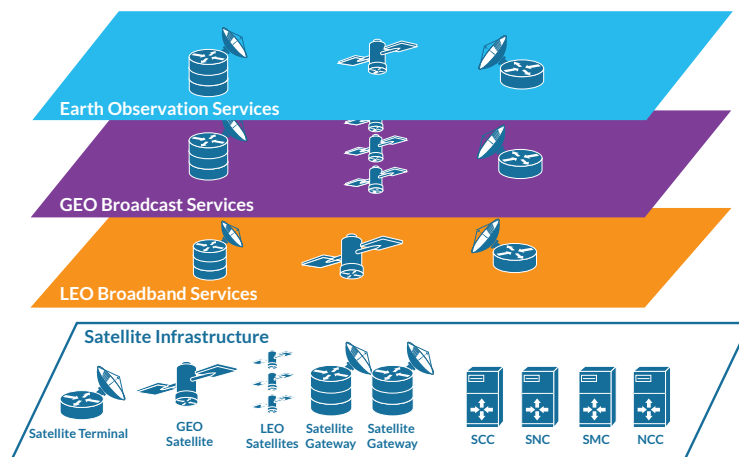 Earth Observation Services
GEO Broadcast Services
LEO Broadband Services
Satellite Infrastructure
Satellite Terminal
GEO
Satellite
LEO
Satellites
Satellite
Gateway
Satellite
Gateway
SCC
SNC
SMC
NCC